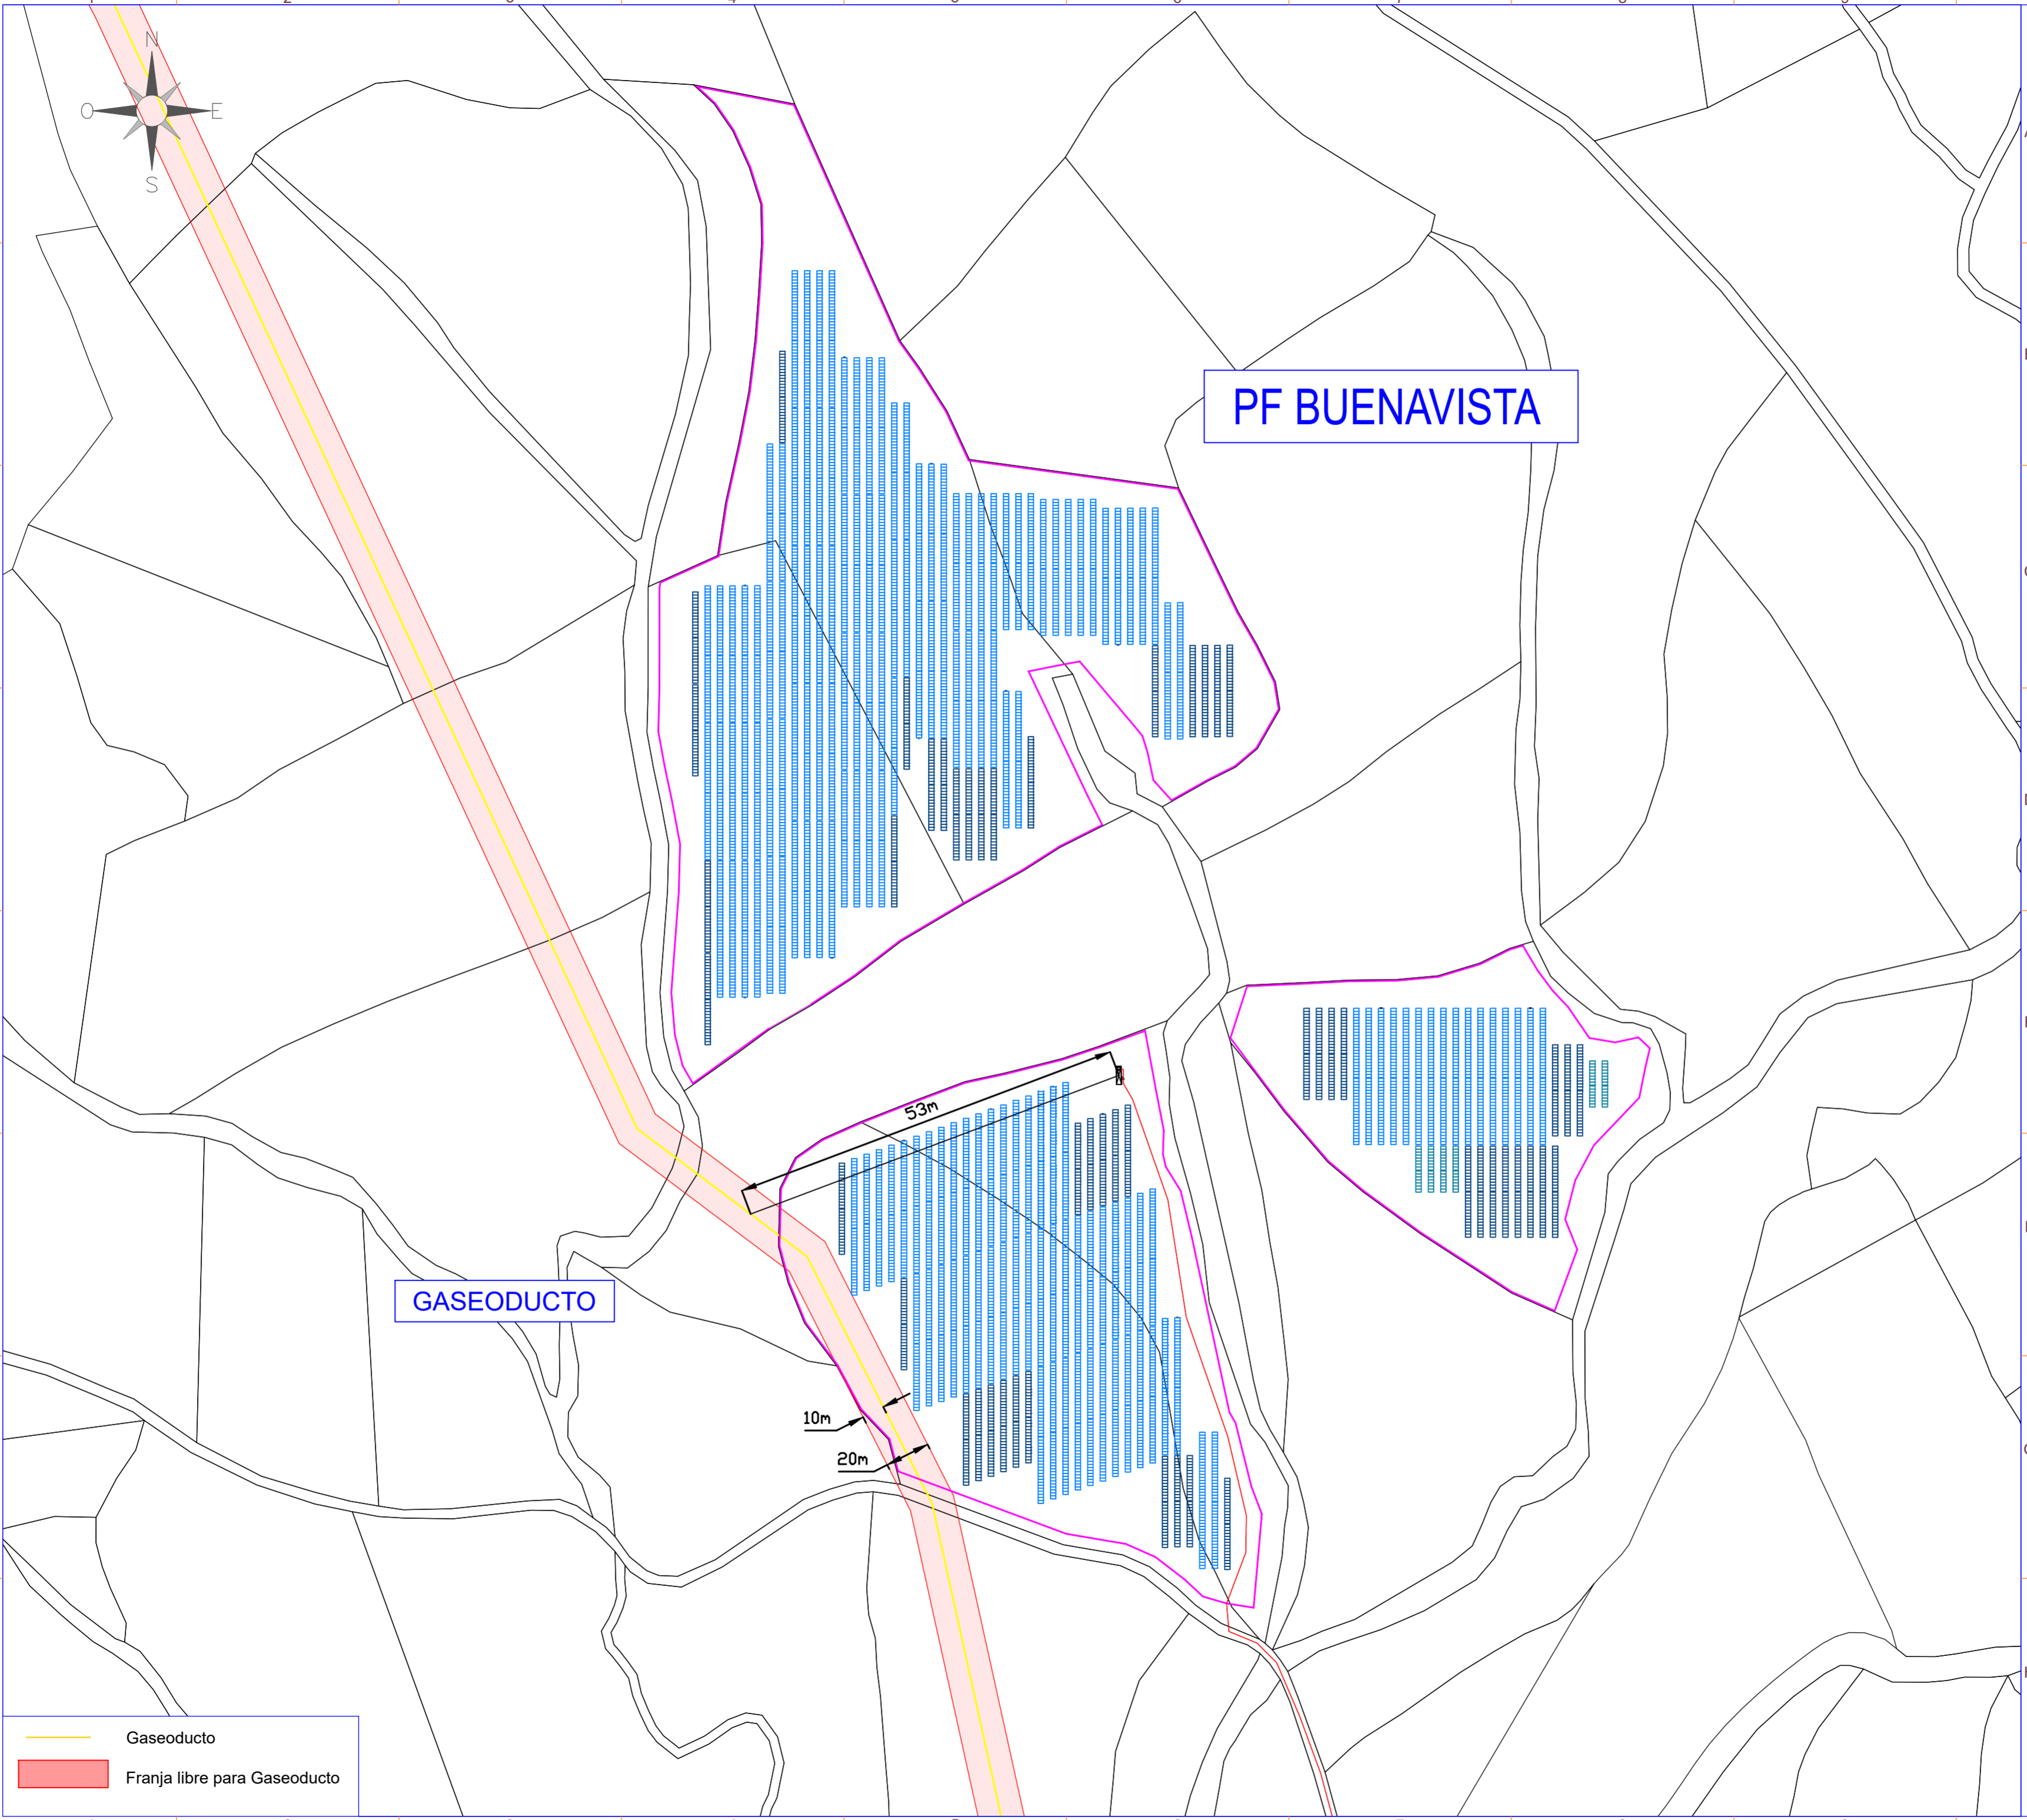 N
O
E
S
PF BUENAVISTA
53m
GASEODUCTO
10m
20m
Gaseoducto
Franja libre para Gaseoducto